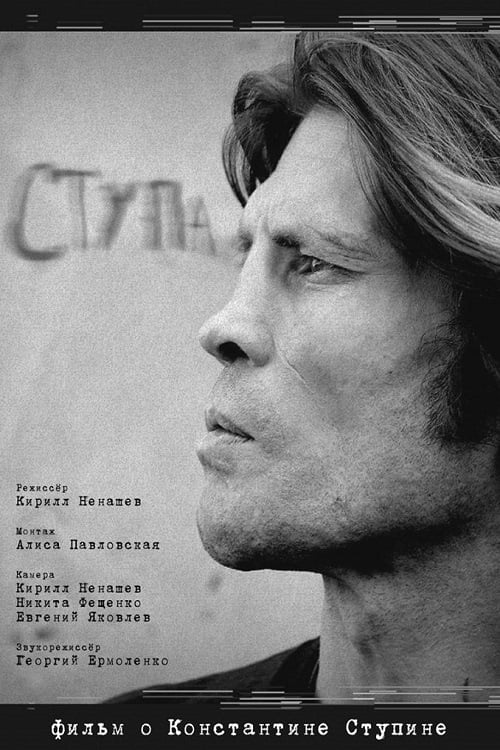 СТУПА
Режиссёр
Кирилл Ненашев
Монтаж
Алиса Павловская
Камера
Кирилл Ненашев
Никита Фещенко
Евгений Яковлев
Звукорежиссёр
Георгий Ермоленко
фильм о Константине Ступине